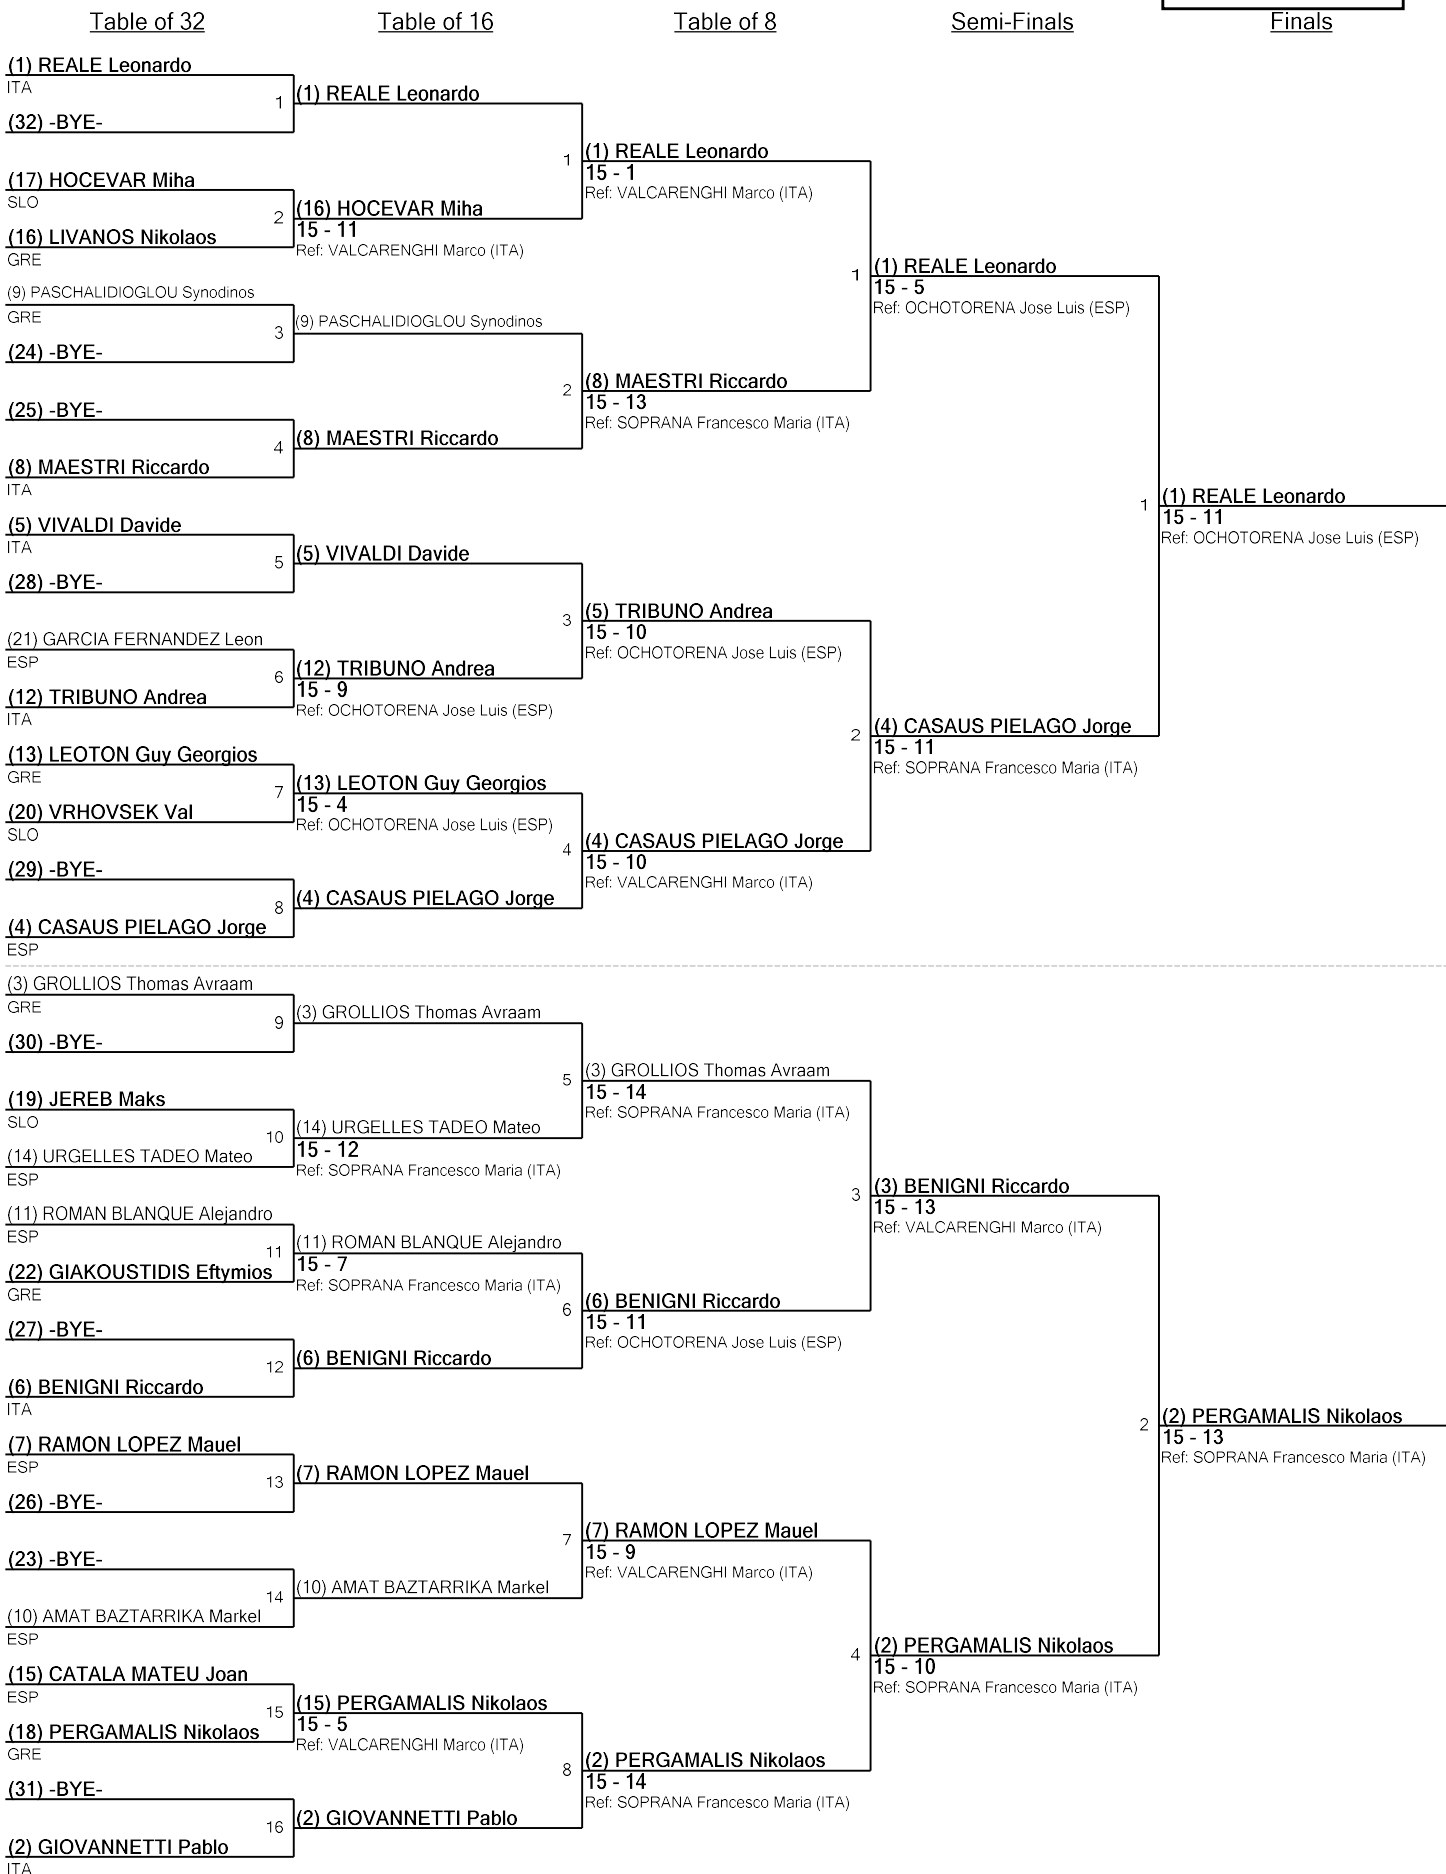 Table of 32
Table of 16
Table of 8
Semi-Finals
Finals
(1) REALE Leonardo
ITA
1
(32) -BYE-
(17) HOCEVAR Miha
SLO
2
(16) LIVANOS Nikolaos
GRE
(9) PASCHALIDIOGLOU Synodinos
GRE
3
(24) -BYE-
(25) -BYE-
4
(8) MAESTRI Riccardo
ITA
(5) VIVALDI Davide
ITA
5
(28) -BYE-
(21) GARCIA FERNANDEZ Leon
ESP
6
(12) TRIBUNO Andrea
ITA
(13) LEOTON Guy Georgios
GRE
7
(20) VRHOVSEK Val
SLO
(29) -BYE-
8
(4) CASAUS PIELAGO Jorge
ESP
(3) GROLLIOS Thomas Avraam
GRE
9
(30) -BYE-
(19) JEREB Maks
SLO
10
(14) URGELLES TADEO Mateo
ESP
(11) ROMAN BLANQUE Alejandro
ESP
11
(22) GIAKOUSTIDIS Eftymios
GRE
(27) -BYE-
12
(6) BENIGNI Riccardo
ITA
(7) RAMON LOPEZ Mauel
ESP
13
(26) -BYE-
(23) -BYE-
14
(10) AMAT BAZTARRIKA Markel
ESP
(15) CATALA MATEU Joan
ESP
15
(18) PERGAMALIS Nikolaos
GRE
(31) -BYE-
16
(2) GIOVANNETTI Pablo
ITA
(1) REALE Leonardo
1
(16) HOCEVAR Miha
15 - 11
Ref: VALCARENGHI Marco (ITA)
(9) PASCHALIDIOGLOU Synodinos
2
(8) MAESTRI Riccardo
(5) VIVALDI Davide
3
(12) TRIBUNO Andrea
15 - 9
Ref: OCHOTORENA Jose Luis (ESP)
(13) LEOTON Guy Georgios
15 - 4
Ref: OCHOTORENA Jose Luis (ESP)
4
(4) CASAUS PIELAGO Jorge
(3) GROLLIOS Thomas Avraam
5
(14) URGELLES TADEO Mateo
15 - 12
Ref: SOPRANA Francesco Maria (ITA)
(11) ROMAN BLANQUE Alejandro
15 - 7
Ref: SOPRANA Francesco Maria (ITA)
6
(6) BENIGNI Riccardo
(7) RAMON LOPEZ Mauel
7
(10) AMAT BAZTARRIKA Markel
(15) PERGAMALIS Nikolaos
15 - 5
Ref: VALCARENGHI Marco (ITA)
8
(2) GIOVANNETTI Pablo
(1) REALE Leonardo
15 - 1
Ref: VALCARENGHI Marco (ITA)
1
(8) MAESTRI Riccardo
15 - 13
Ref: SOPRANA Francesco Maria (ITA)
(5) TRIBUNO Andrea
15 - 10
Ref: OCHOTORENA Jose Luis (ESP)
2
(4) CASAUS PIELAGO Jorge
15 - 10
Ref: VALCARENGHI Marco (ITA)
(3) GROLLIOS Thomas Avraam
15 - 14
Ref: SOPRANA Francesco Maria (ITA)
3
(6) BENIGNI Riccardo
15 - 11
Ref: OCHOTORENA Jose Luis (ESP)
(7) RAMON LOPEZ Mauel
15 - 9
Ref: VALCARENGHI Marco (ITA)
4
(2) PERGAMALIS Nikolaos
15 - 14
Ref: SOPRANA Francesco Maria (ITA)
(1) REALE Leonardo
15 - 5
Ref: OCHOTORENA Jose Luis (ESP)
1
(4) CASAUS PIELAGO Jorge
15 - 11
Ref: SOPRANA Francesco Maria (ITA)
(3) BENIGNI Riccardo
15 - 13
Ref: VALCARENGHI Marco (ITA)
2
(2) PERGAMALIS Nikolaos
15 - 10
Ref: SOPRANA Francesco Maria (ITA)
(1) REALE Leonardo
15 - 11
Ref: OCHOTORENA Jose Luis (ESP)
(2) PERGAMALIS Nikolaos
15 - 13
Ref: SOPRANA Francesco Maria (ITA)